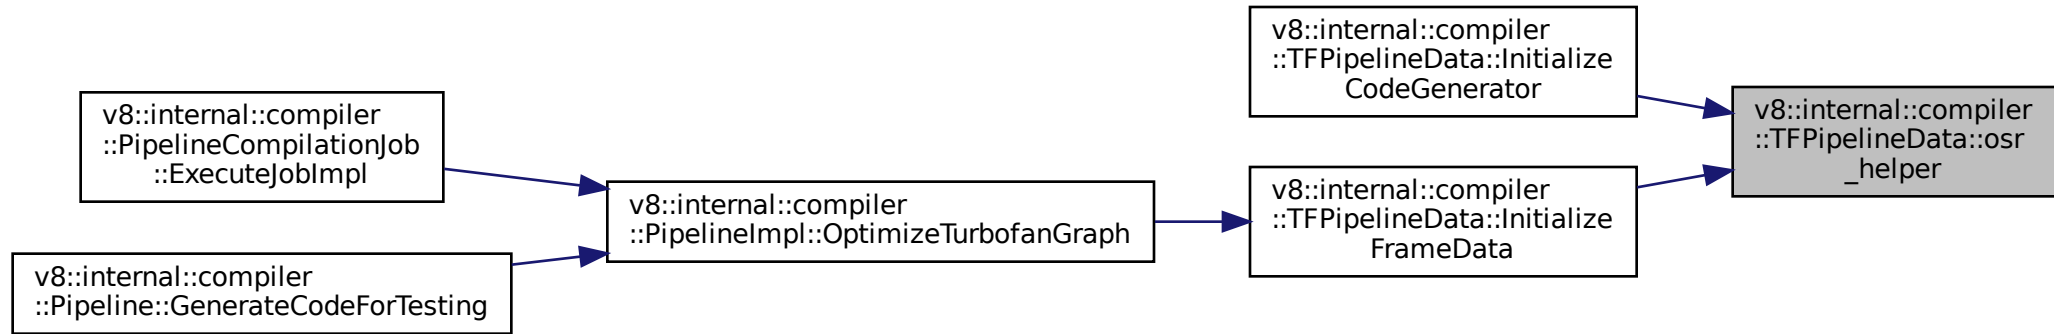 v8::internal::compiler
::PipelineCompilationJob
::ExecuteJobImpl
v8::internal::compiler
::Pipeline::GenerateCodeForTesting
v8::internal::compiler
::PipelineImpl::OptimizeTurbofanGraph
v8::internal::compiler
::TFPipelineData::Initialize
CodeGenerator
v8::internal::compiler
::TFPipelineData::Initialize
FrameData
v8::internal::compiler
::TFPipelineData::osr
_helper